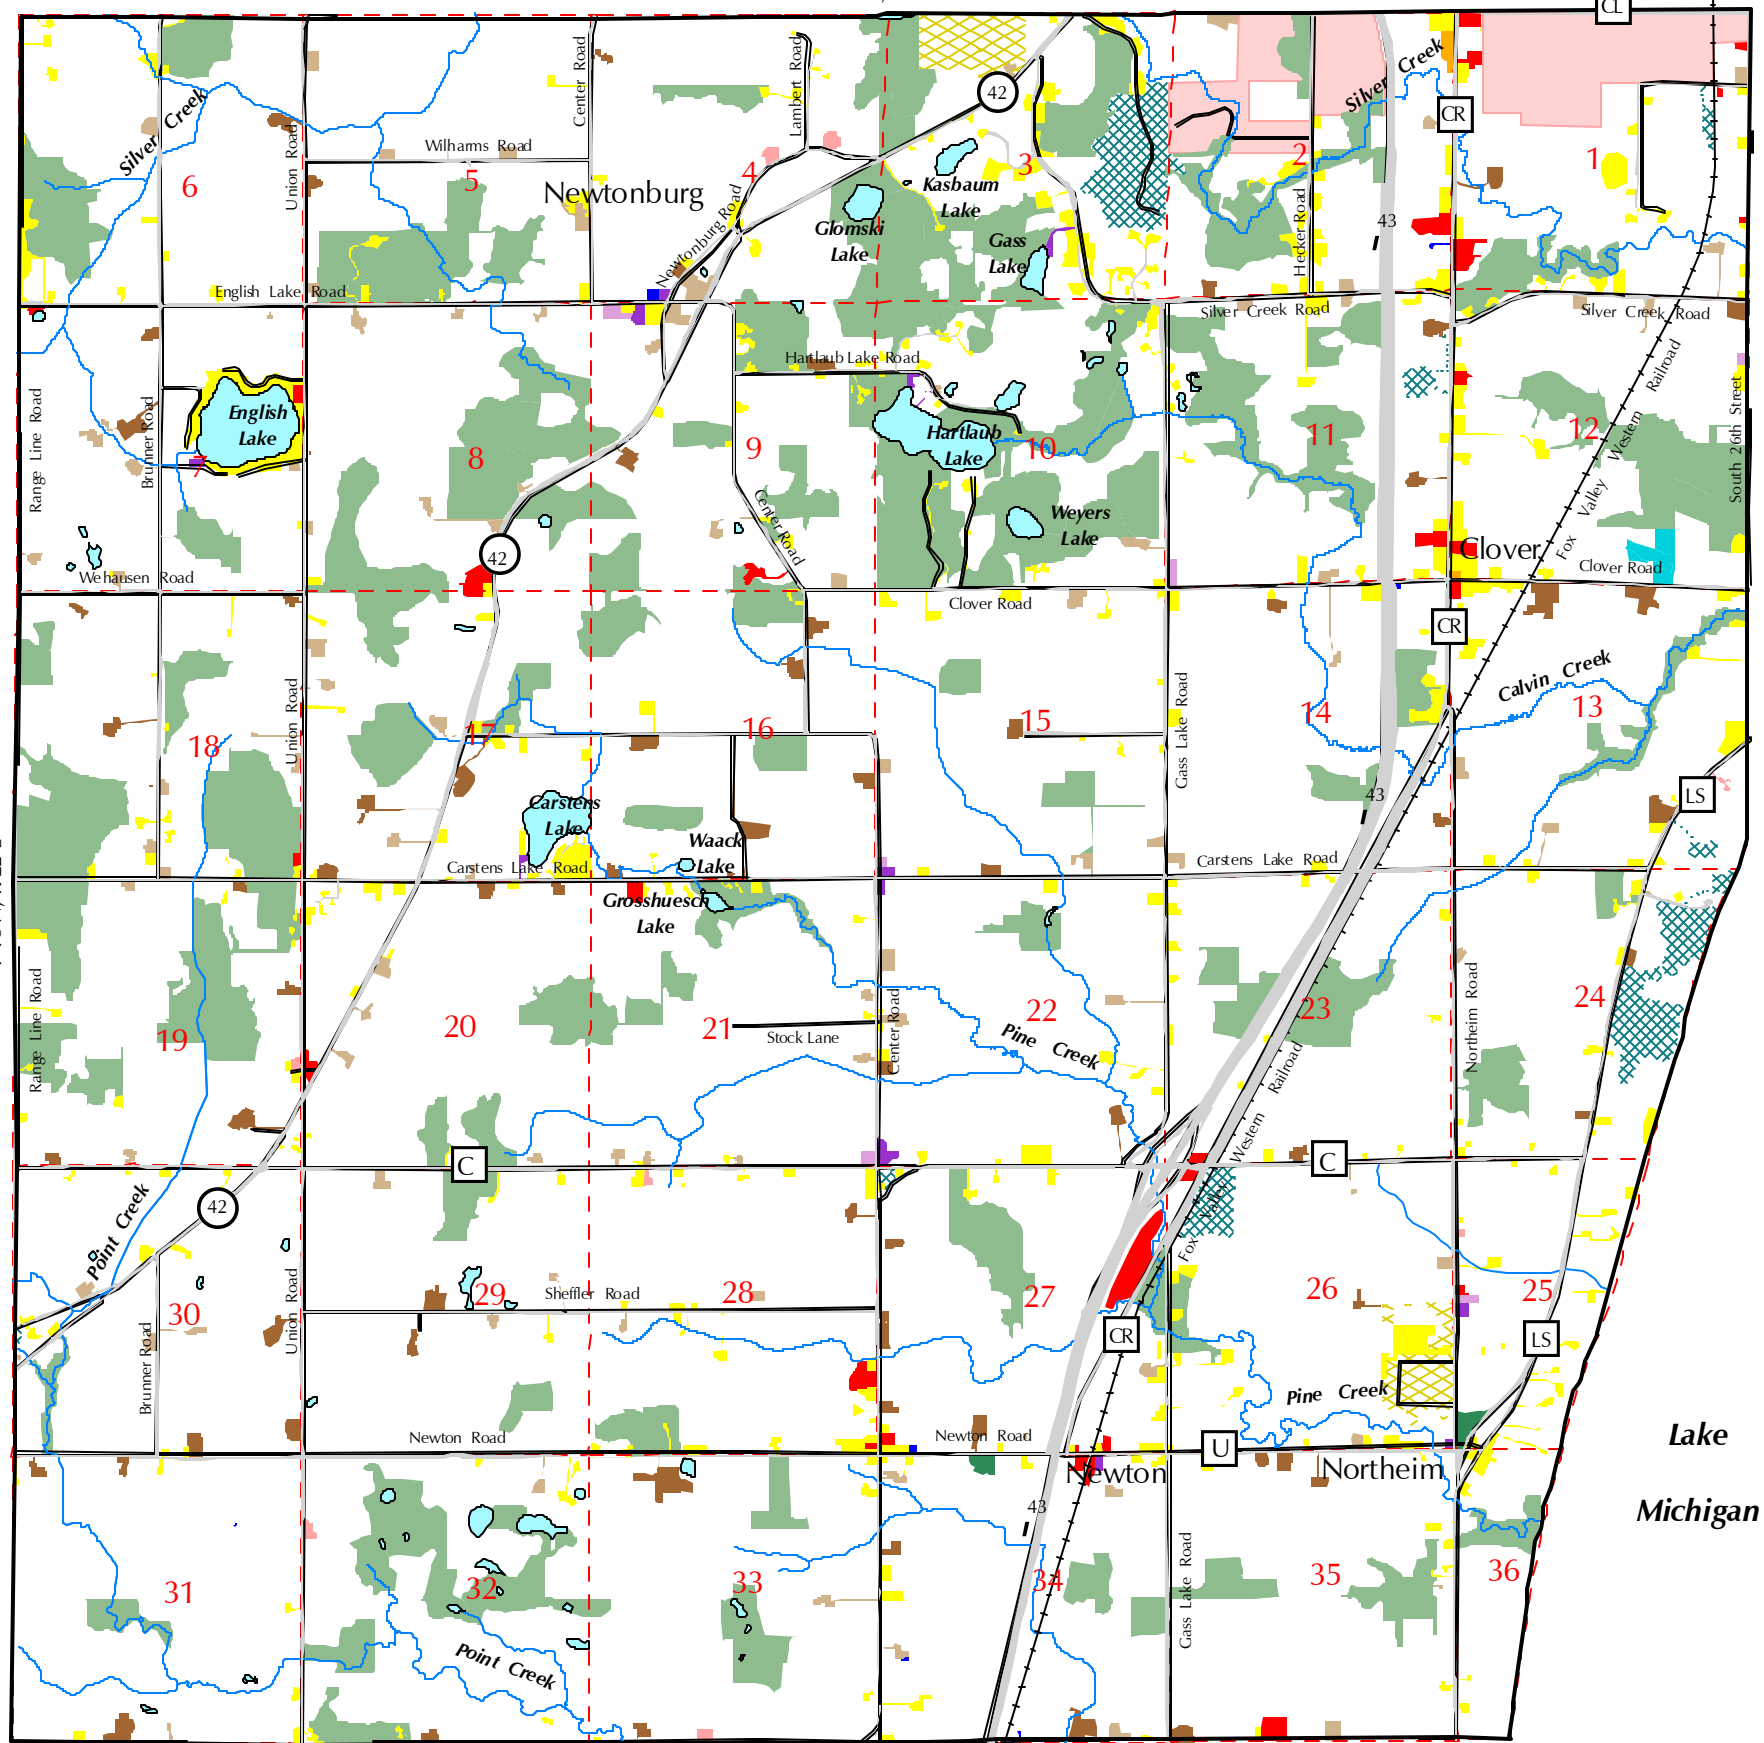 CL
Silver Creek
Union Road
Center Road
Lambert Road
42
Silver Creek
CR
Wilharms Road
6
5
4
3
2
1
Newtonburg
Newtonburg Road
Kasbaum
Lake
Glomski
Lake
Gass
Lake
Hecker Road
43
English Lake Road
Silver Creek Road
Silver Creek Road
Range Line Road
Brunner Road
English
Lake
7
8
9
Hartlaub Lake Road
Hartlaub
Lake
10
11
12
Fox Valley Western Railroad
South 26th Street
Center Road
Weyers
Lake
42
Clover
Wehausen Road
Clover Road
Clover Road
CR
Calvin Creek
18
Union Road
17
16
15
Gass Lake Road
14
13
43
LS
Carstens
Lake
Waack
Lake
Carstens Lake Road
Carstens Lake Road
Grosshuesch
Lake
Range Line Road
19
20
21
Stock Lane
Center Road
22
Pine Creek
23
Northeim Road
24
Fox Valley Western Railroad
C
C
Point Creek
42
30
Brunner Road
Union Road
29
Sheffler Road
28
27
CR
26
25
LS
Pine Creek
Newton Road
Newton Road
U
Newton
Northeim
Lake
Michigan
43
31
32
33
34
Gass Lake Road
35
36
Point Creek